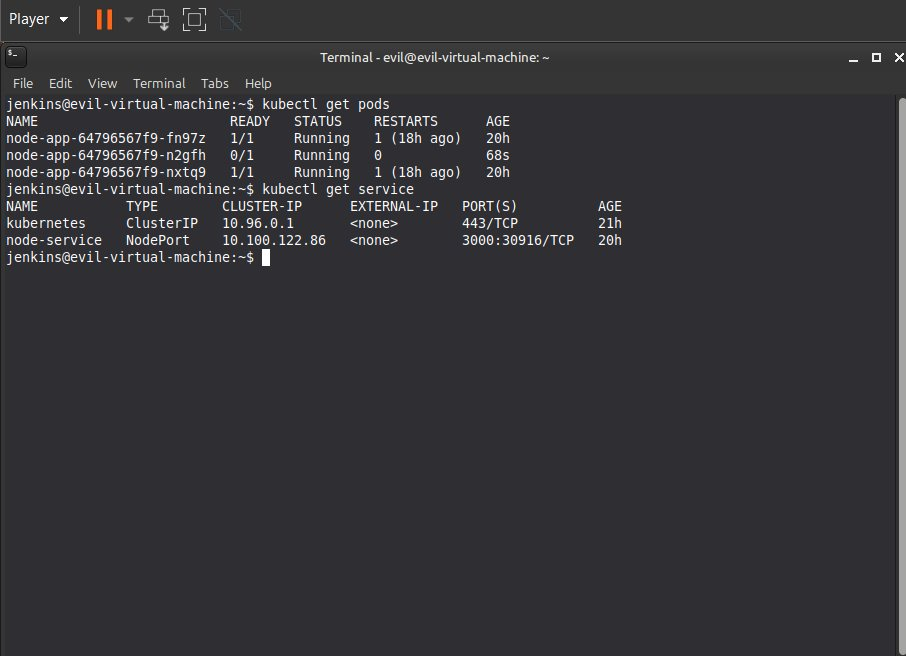 Player
Terminal - evil@evil-virtual-machine: ~
File Edit View Terminal Tabs Help
jenkins@evil-virtual-machine:~$ kubectl get pods
NAME READY STATUS RESTARTS AGE
node-app-64796567f9-fn97z 1/1 Running 1 (18h ago) 20h
node-app-64796567f9-n2gfh 0/1 Running 0 68s
node-app-64796567f9-nxtq9 1/1 Running 1 (18h ago) 20h
jenkins@evil-virtual-machine:~$ kubectl get service
NAME TYPE CLUSTER-IP EXTERNAL-IP PORT(S) AGE
kubernetes ClusterIP 10.96.0.1 <none> 443/TCP 21h
node-service NodePort 10.100.122.86 <none> 3000:30916/TCP 20h
jenkins@evil-virtual-machine:~$